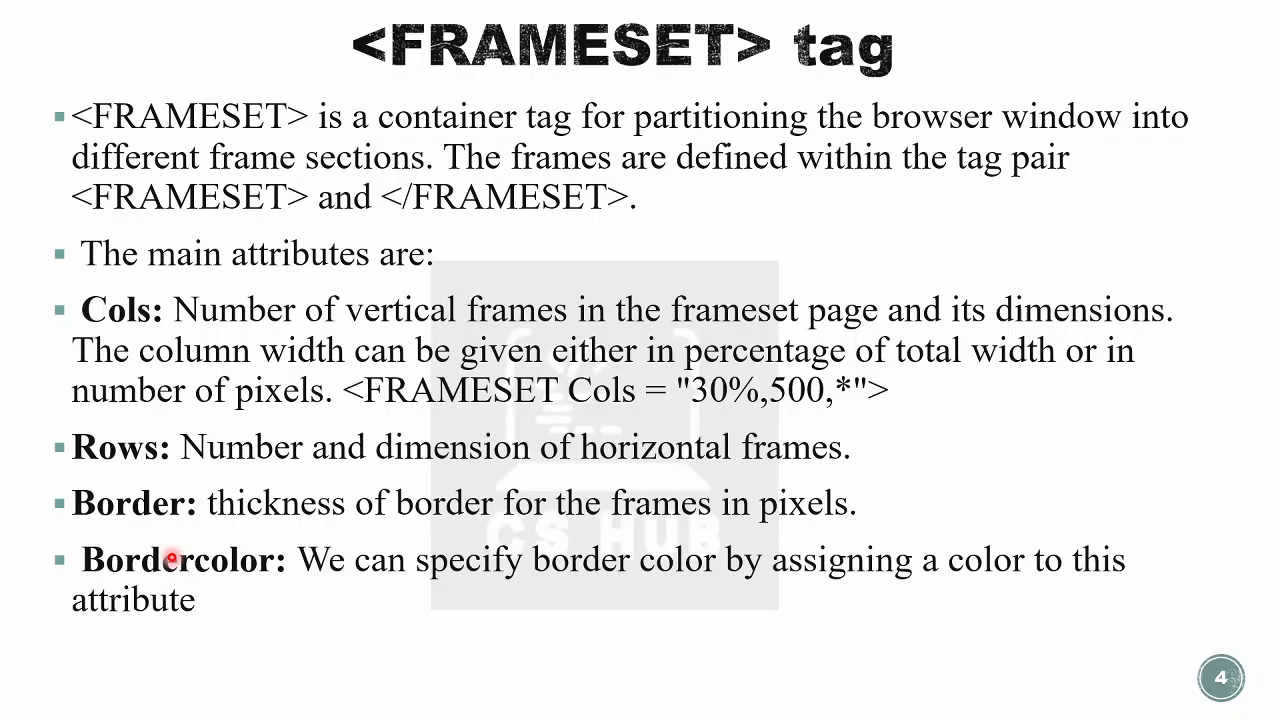 <FRAMESET> tag
<FRAMESET> is a container tag for partitioning the browser window into
different frame sections. The frames are defined within the tag pair
<FRAMESET> and </FRAMESET>.
The main attributes are:
Cols: Number of vertical frames in the frameset page and its dimensions.
The column width can be given either in percentage of total width or in
number of pixels. <FRAMESET Cols = "30%,500,*">
Rows: Number and dimension of horizontal frames.
Border: thickness of border for the frames in pixels.
CS HUB
Bordercolor: We can specify border color by assigning a color to this
attribute
4